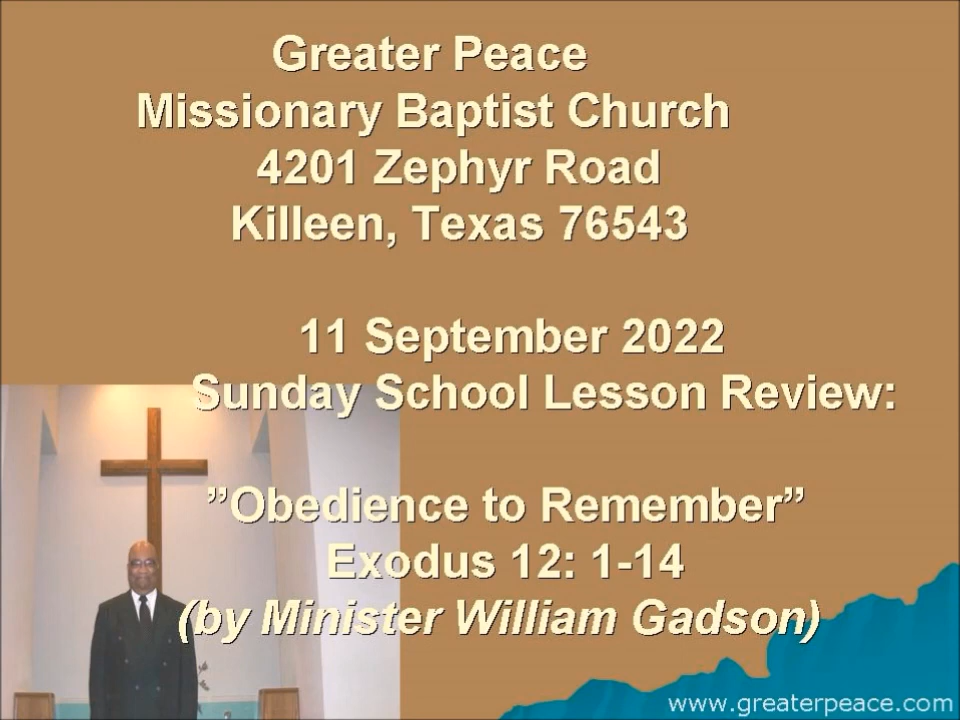 Greater Peace
Missionary Baptist Church
4201 Zephyr Road
Killeen, Texas 76543
11 September 2022
Sunday School Lesson Review:
”Obedience to Remember”
Exodus 12: 1-14
(by Minister William Gadson)
www.greaterpeace.com